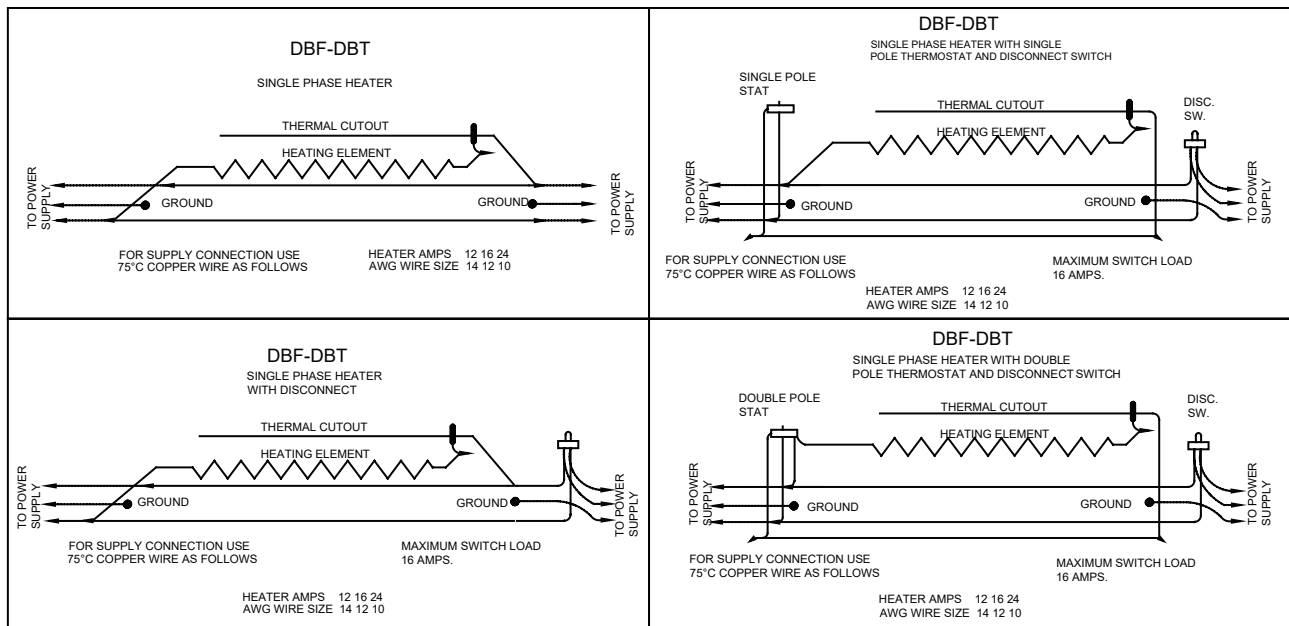 DBF-DBT
SINGLE PHASE HEATER
THERMAL CUTOUT
HEATING ELEMENT
TO POWER
SUPPLY
GROUND
GROUND
TO POWER
SUPPLY
FOR SUPPLY CONNECTION USE
75°C COPPER WIRE AS FOLLOWS
HEATER AMPS 12 16 24
AWG WIRE SIZE 14 12 10
DBF-DBT
SINGLE PHASE HEATER WITH SINGLE
POLE THERMOSTAT AND DISCONNECT SWITCH
SINGLE POLE
STAT
THERMAL CUTOUT
DISC.
SW.
HEATING ELEMENT
TO POWER
SUPPLY
GROUND
GROUND
TO POWER
SUPPLY
FOR SUPPLY CONNECTION USE
75°C COPPER WIRE AS FOLLOWS
MAXIMUM SWITCH LOAD
16 AMPS.
HEATER AMPS 12 16 24
AWG WIRE SIZE 14 12 10
DBF-DBT
SINGLE PHASE HEATER
WITH DISCONNECT
THERMAL CUTOUT
DISC.
SW.
HEATING ELEMENT
TO POWER
SUPPLY
GROUND
GROUND
TO POWER
SUPPLY
FOR SUPPLY CONNECTION USE
75°C COPPER WIRE AS FOLLOWS
MAXIMUM SWITCH LOAD
16 AMPS.
HEATER AMPS 12 16 24
AWG WIRE SIZE 14 12 10
DBF-DBT
SINGLE PHASE HEATER WITH DOUBLE
POLE THERMOSTAT AND DISCONNECT SWITCH
DOUBLE POLE
STAT
THERMAL CUTOUT
DISC.
SW.
HEATING ELEMENT
TO POWER
SUPPLY
GROUND
GROUND
TO POWER
SUPPLY
FOR SUPPLY CONNECTION USE
75°C COPPER WIRE AS FOLLOWS
MAXIMUM SWITCH LOAD
16 AMPS.
HEATER AMPS 12 16 24
AWG WIRE SIZE 14 12 10